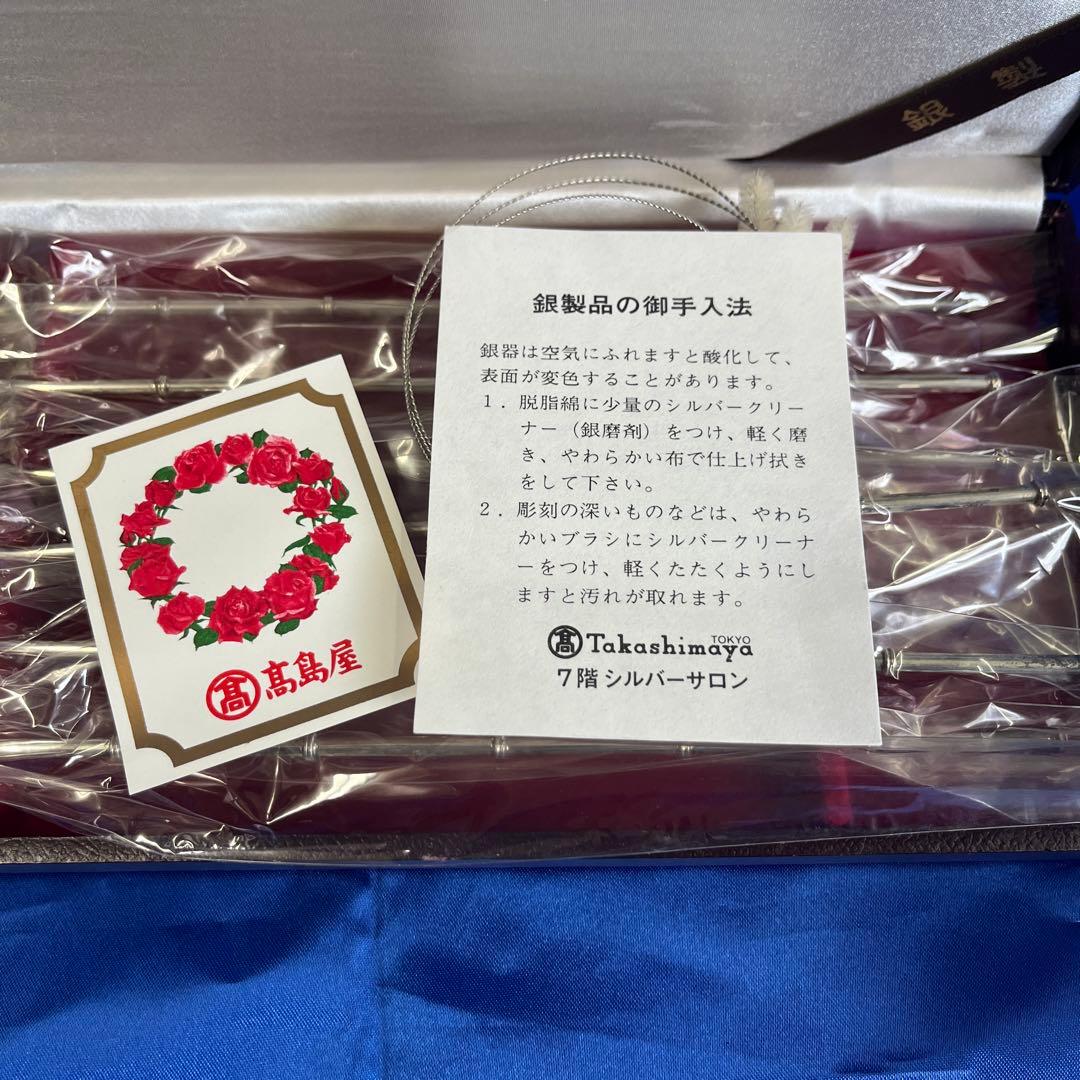 銀製
銀製品の御手入法
銀器は空気にふれますと酸化して、
表面が変色することがあります。
1．脱脂綿に少量のシルバークリー
ナー（銀磨剤）をつけ、軽く磨
き、やわらかい布で仕上げ拭き
をして下さい。
2．彫刻の深いものなどは、やわら
かいブラシにシルバークリーナ
ーをつけ、軽くたたくようにし
ますと汚れが取れます。
髙 Takashimaya TOKYO
7階 シルバーサロン
髙 髙島屋